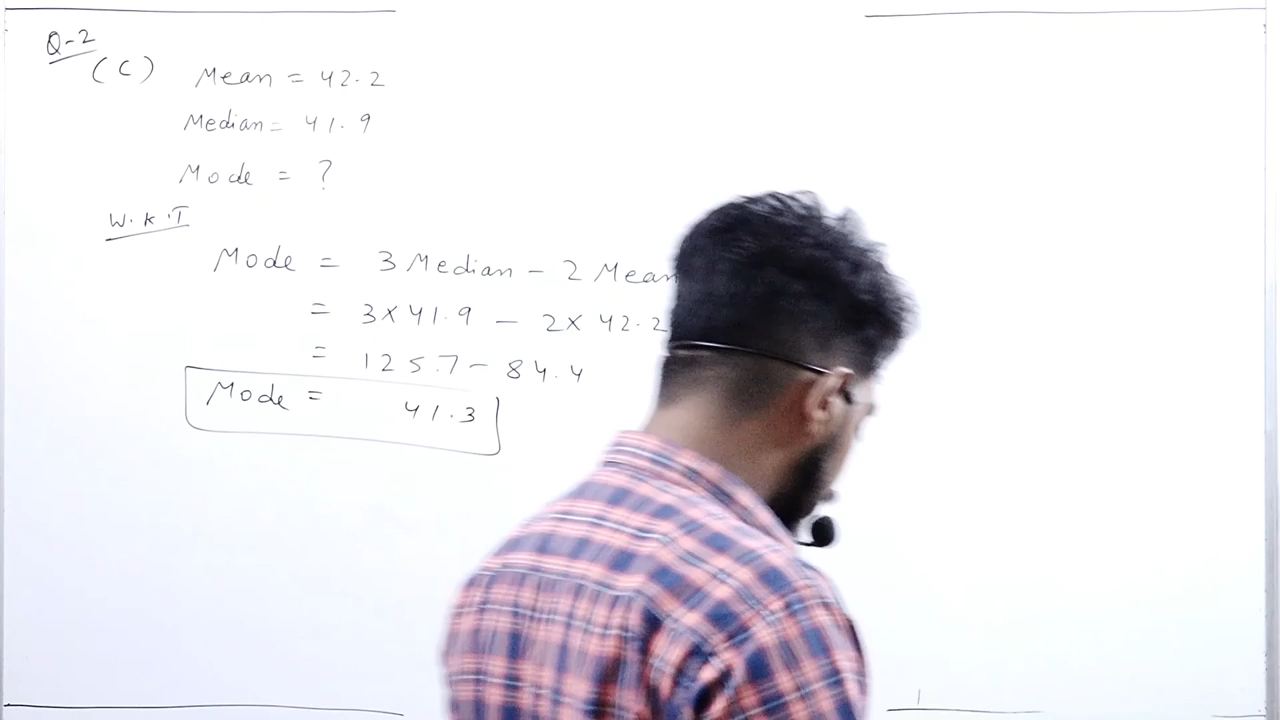 Q-2
(C) Mean = 42.2
Median = 41.9
Mode = ?
W.K.T
Mode = 3 Median - 2 Mean
= 3×41.9 - 2×42.2
= 125.7 - 84.4
Mode = 41.3